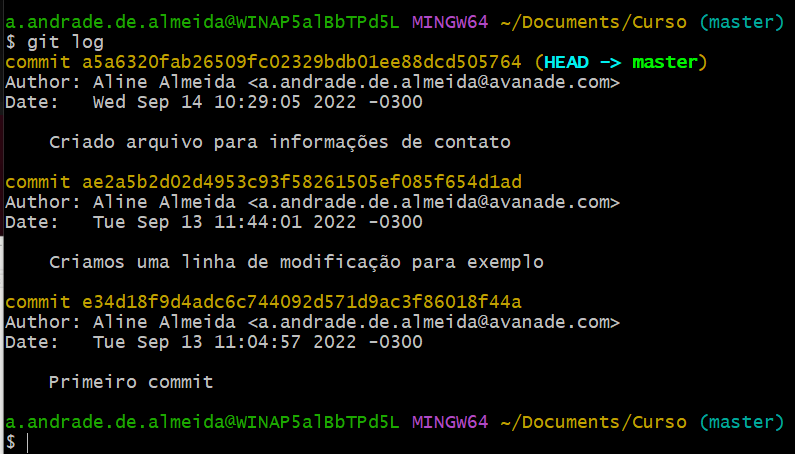 a.andrade.de.almeida@WINAP5alBbTPd5L MINGW64 ~/Documents/Curso (master)
$ git log
commit a5a6320fab26509fc02329bdb01ee88dcd505764 (HEAD -> master)
Author: Aline Almeida <a.andrade.de.almeida@avanade.com>
Date:   Wed Sep 14 10:29:05 2022 -0300
    Criado arquivo para informações de contato
commit ae2a5b2d02d4953c93f58261505ef085f654d1ad
Author: Aline Almeida <a.andrade.de.almeida@avanade.com>
Date:   Tue Sep 13 11:44:01 2022 -0300
    Criamos uma linha de modificação para exemplo
commit e34d18f9d4adc6c744092d571d9ac3f86018f44a
Author: Aline Almeida <a.andrade.de.almeida@avanade.com>
Date:   Tue Sep 13 11:04:57 2022 -0300
    Primeiro commit
a.andrade.de.almeida@WINAP5alBbTPd5L MINGW64 ~/Documents/Curso (master)
$